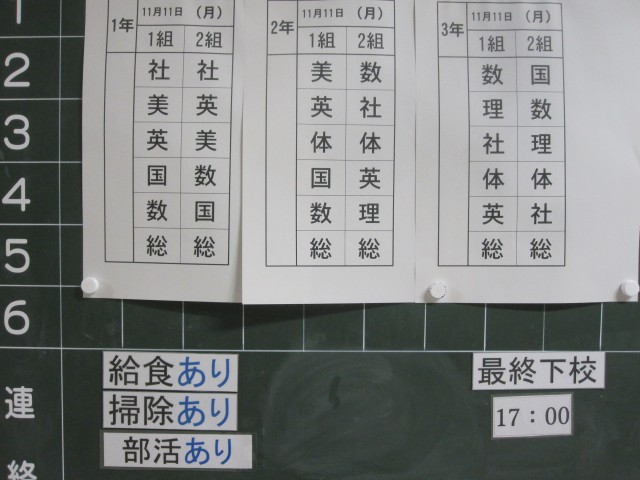 1年 11月11日 (月)
1組 2組
社 社
美 英
英 美
国 数
数 国
総 総
2年 11月11日 (月)
1組 2組
美 数
英 社
体 体
国 英
数 理
総 総
3年 11月11日 (月)
1組 2組
数 国
理 数
社 理
体 体
英 社
総 総
1
2
3
4
5
6
連
給食あり
掃除あり
部活あり
最終下校
17：00